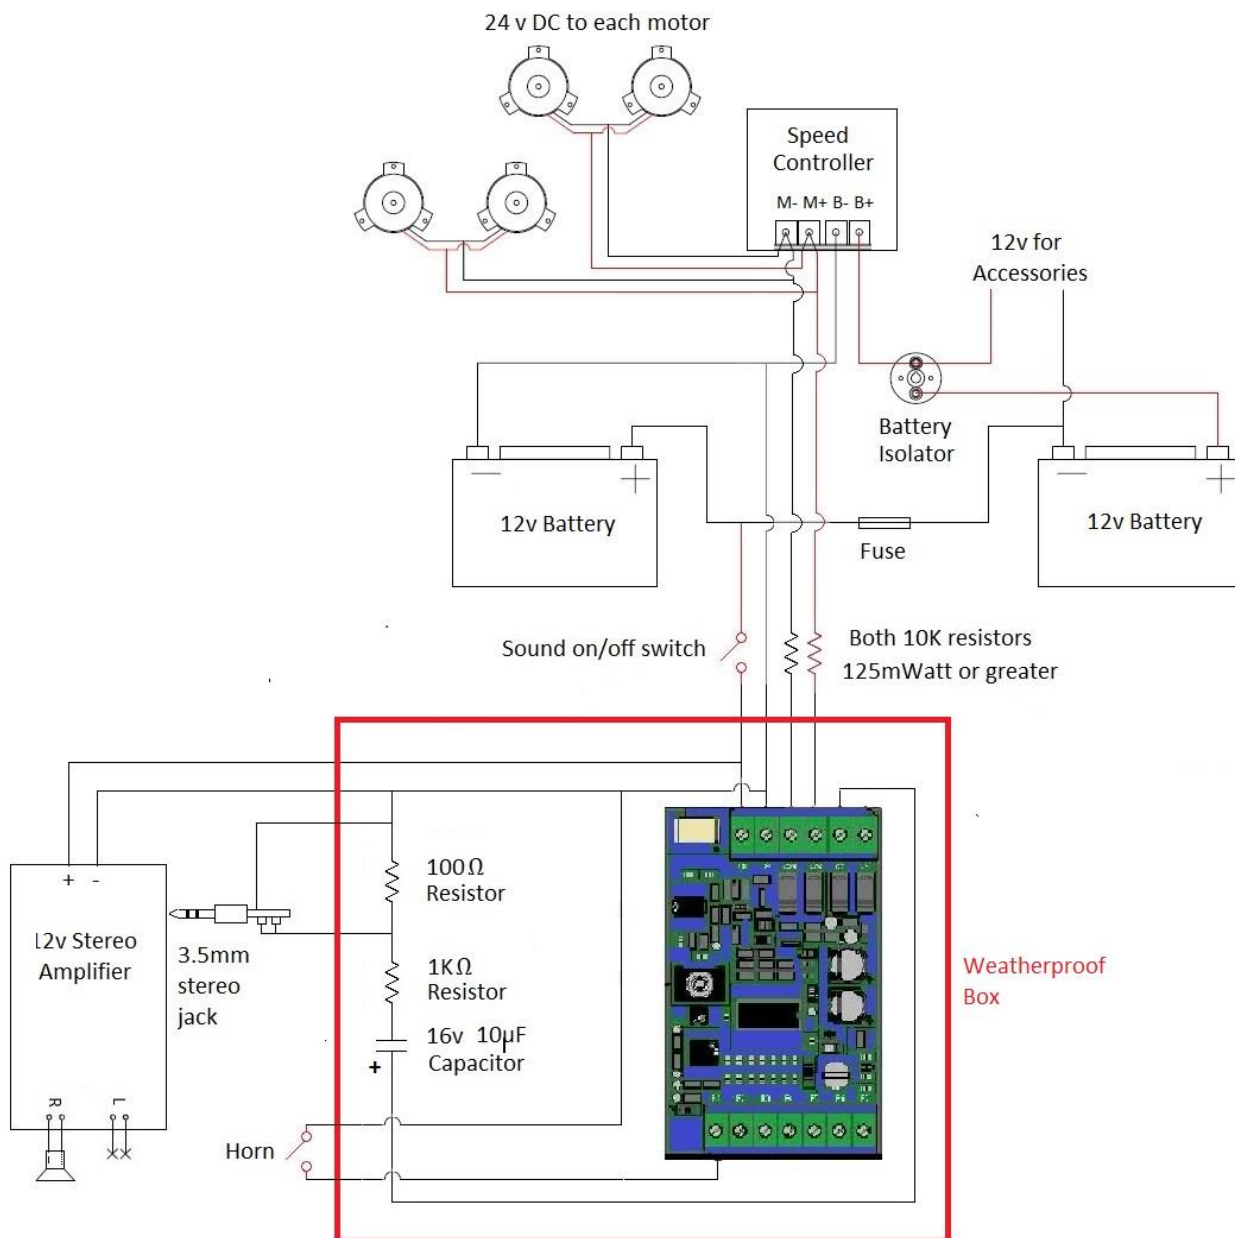 24 v DC to each motor
Speed
Controller
M- M+ B- B+
12v for
Accessories
Battery
Isolator
12v Battery
12v Battery
Fuse
Sound on/off switch
Both 10K resistors
125mWatt or greater
100Ω
Resistor
+ -
12v Stereo
Amplifier
3.5mm
stereo
jack
1KΩ
Resistor
16v 10µF
Capacitor
+
Weatherproof
Box
R L
Horn